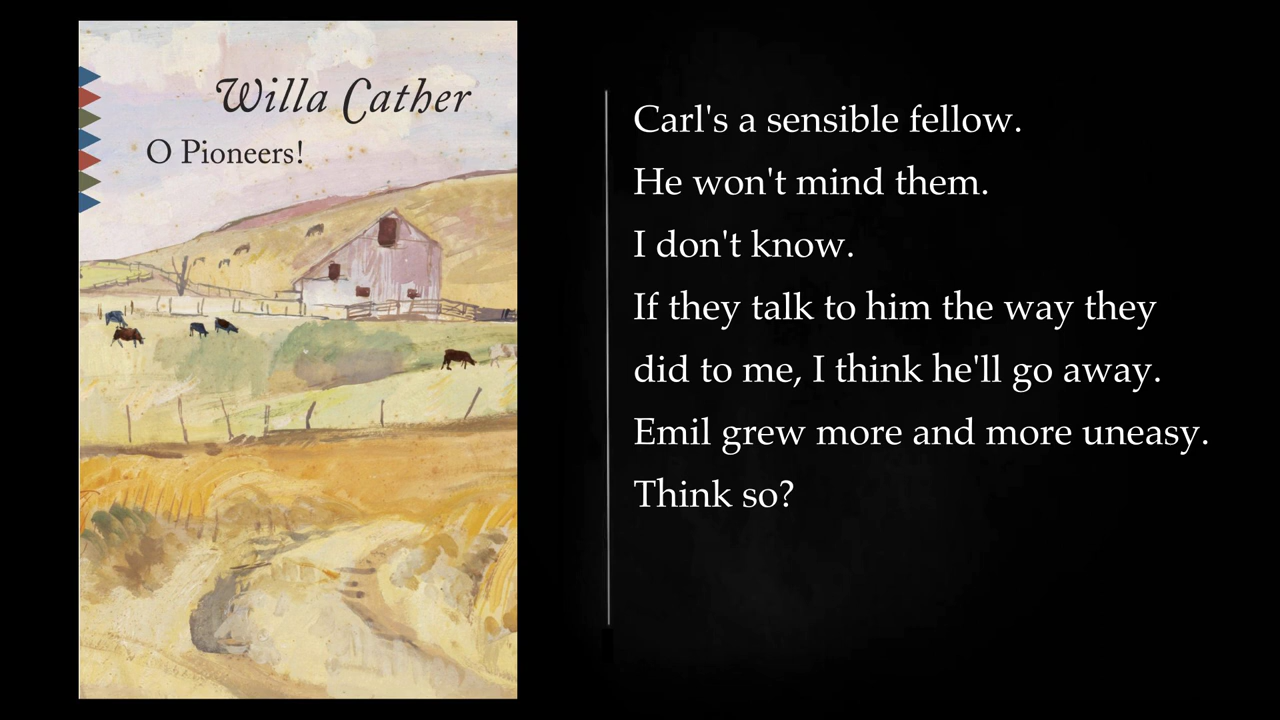 Willa Cather
O Pioneers!
Carl's a sensible fellow.
He won't mind them.
I don't know.
If they talk to him the way they
did to me, I think he'll go away.
Emil grew more and more uneasy.
Think so?